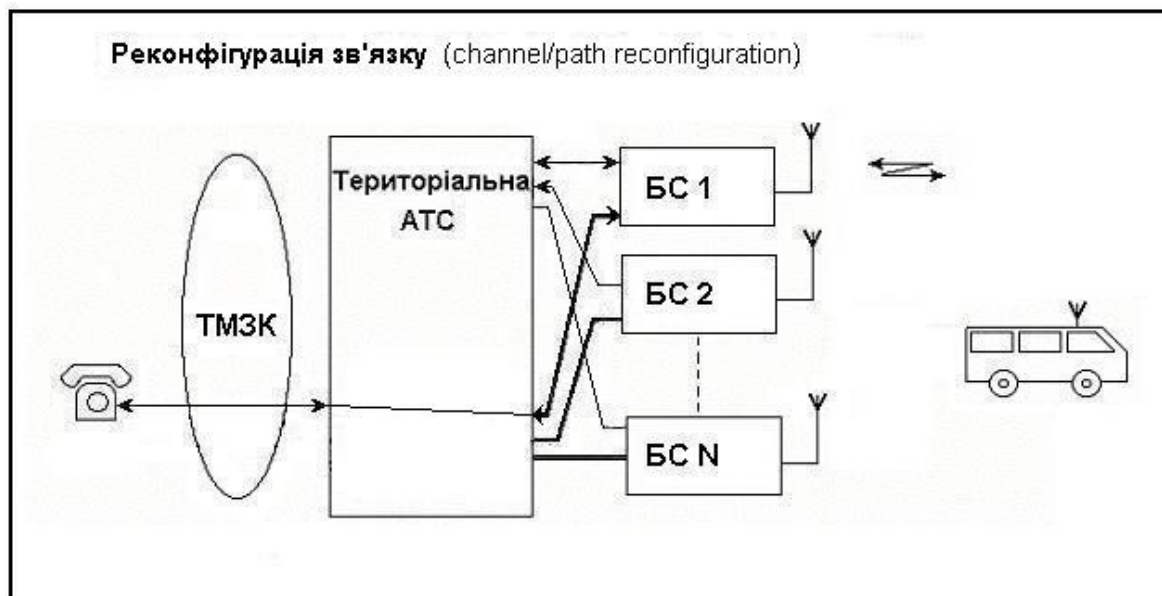 Реконфігурація зв'язку (channel/path reconfiguration)
Територіальна
АТС
БС 1
БС 2
ТМЗК
БС N